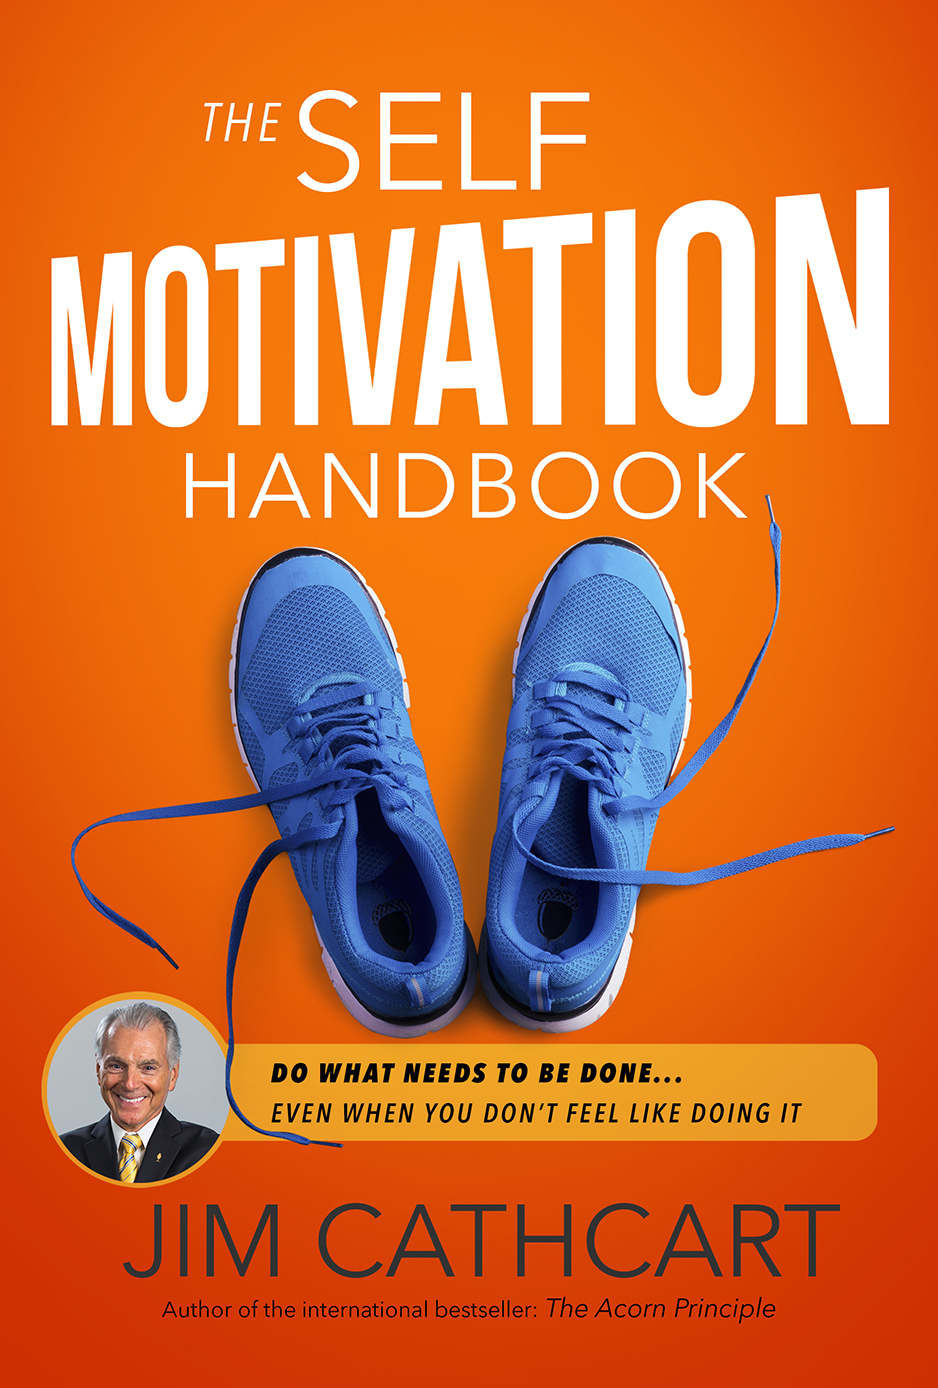 THE SELF
MOTIVATION
HANDBOOK
DO WHAT NEEDS TO BE DONE...
EVEN WHEN YOU DON'T FEEL LIKE DOING IT
JIM CATHCART
Author of the international bestseller: The Acorn Principle